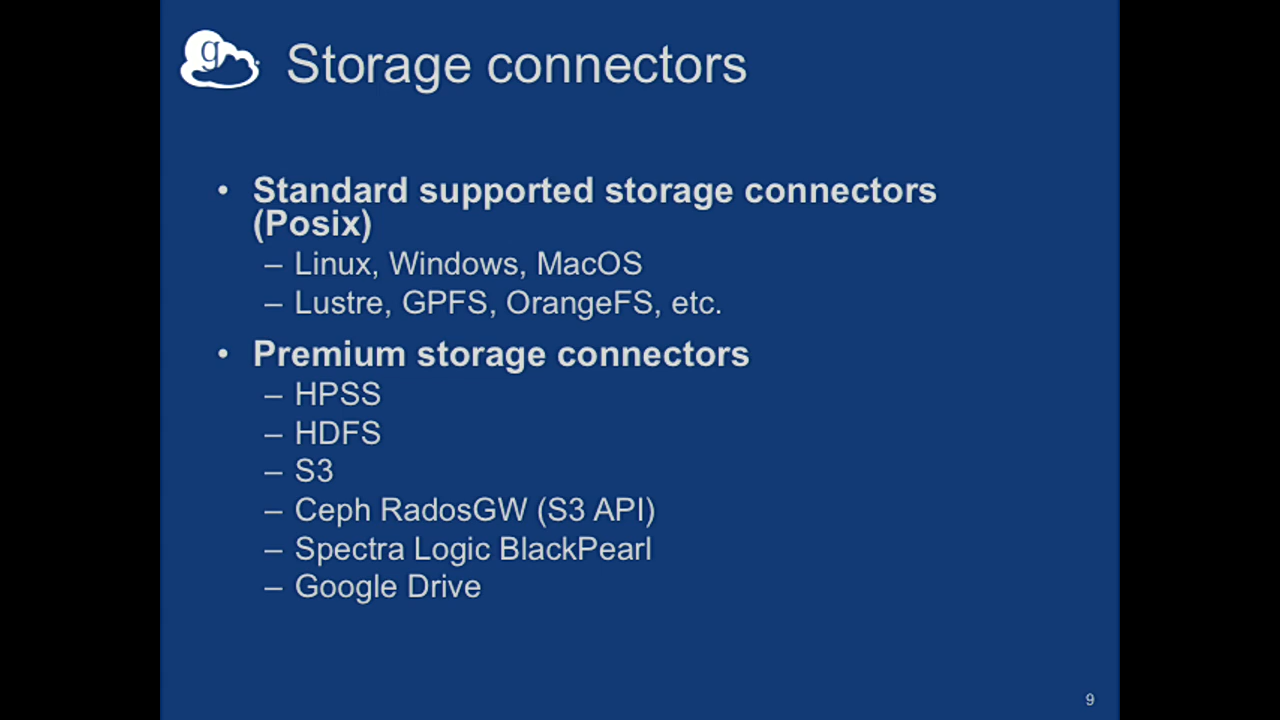 g
Storage connectors
• Standard supported storage connectors
(Posix)
– Linux, Windows, MacOS
– Lustre, GPFS, OrangeFS, etc.
• Premium storage connectors
– HPSS
– HDFS
– S3
– Ceph RadosGW (S3 API)
– Spectra Logic BlackPearl
– Google Drive
9